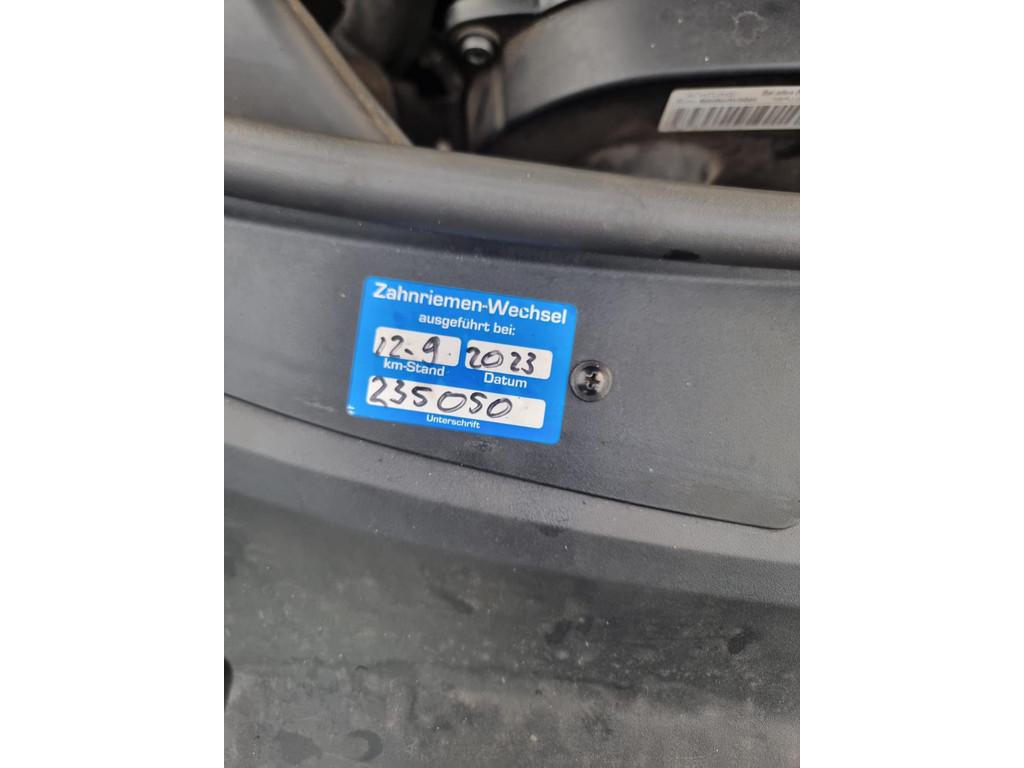 Zahnriemen-Wechsel
ausgeführt bei:
12.9 2023
km-Stand Datum
235050
Unterschrift